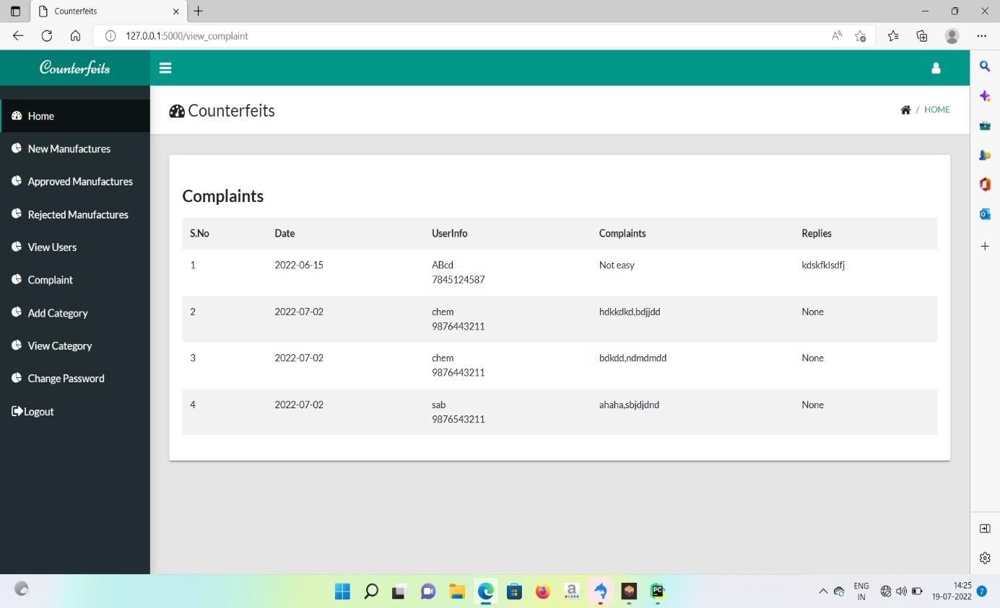 Counterfeits
127.0.0.1:5000/view_complaint
Counterfeits
Home
New Manufactures
Approved Manufactures
Rejected Manufactures
View Users
Complaint
Add Category
View Category
Change Password
Logout
Counterfeits
/ HOME
Complaints
S.No Date UserInfo Complaints Replies
1 2022-06-15 ABcd Not easy kdskfklsdfj
7845124587
2 2022-07-02 chem hdkkdkd,bdjjdd None
9876443211
3 2022-07-02 chem bdkdd,ndmdmdd None
9876443211
4 2022-07-02 sab ahaha,sbjdjdnd None
9876543211
ENG 14:25
IN 19-07-2022 7